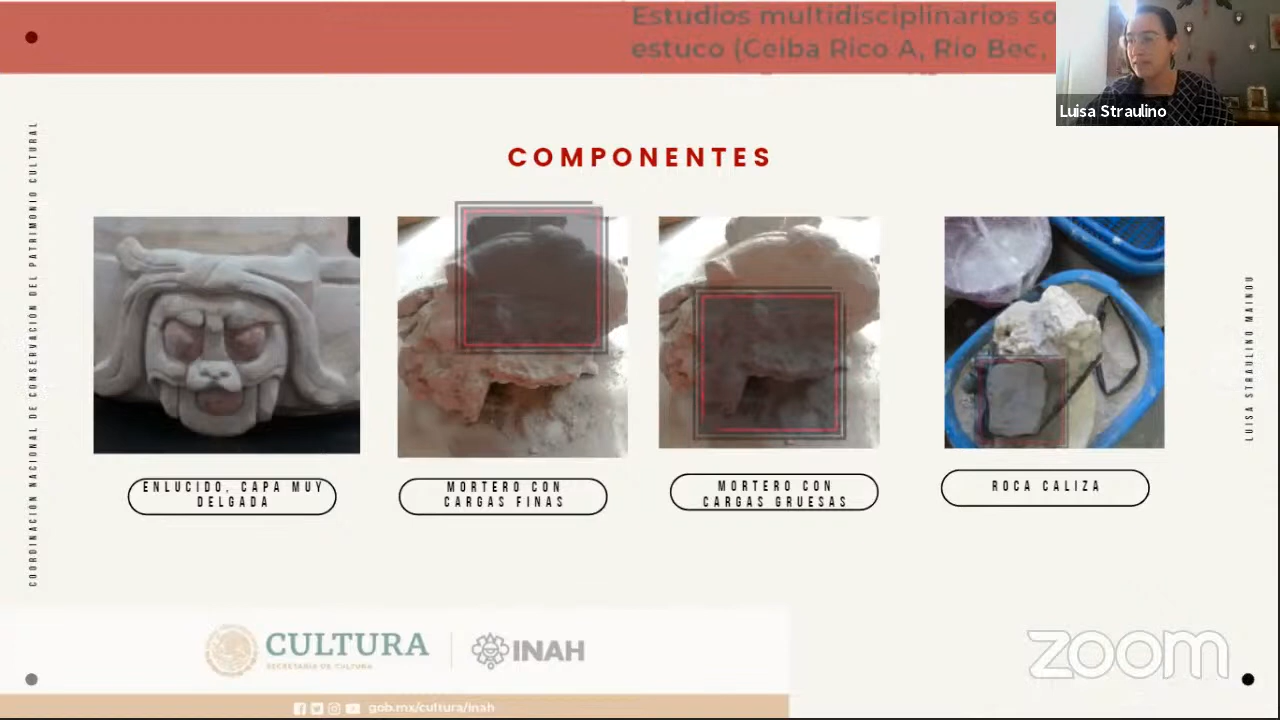 Estudios multidisciplinarios so
estuco (Ceiba Rico A, Río Bec,
Luisa Straulino
COORDINACIÓN NACIONAL DE CONSERVACIÓN DEL PATRIMONIO CULTURAL
COMPONENTES
LUISA STRAULINO MAINOU
ENLUCIDO, CAPA MUY
DELGADA
MORTERO CON
CARGAS FINAS
MORTERO CON
CARGAS GRUESAS
ROCA CALIZA
CULTURA
SECRETARÍA DE CULTURA
INAH
zoom
gob.mx/cultura/inah